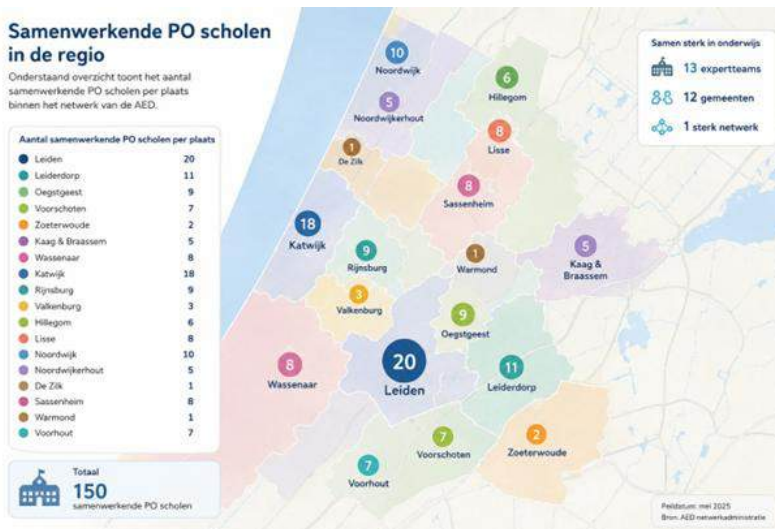 Samenwerkende PO scholen
in de regio
Onderstaand overzicht toont het aantal
samenwerkende PO scholen per plaats
binnen het netwerk van de AED.
Aantal samenwerkende PO scholen per plaats
Leiden 20
Leiderdorp 11
Oegstgeest 9
Voorschoten 7
Zoeterwoude 2
Kaag & Braassem 5
Wassenaar 8
Katwijk 18
Rijnsburg 9
Valkenburg 3
Hillegom 6
Lisse 8
Noordwijk 10
Noordwijkerhout 5
De Zilk 1
Sassenheim 8
Warmond 1
Voorhout 7
Totaal
150
samenwerkende PO scholen
10
Noordwijk
5
Noordwijkerhout
1
De Zilk
6
Hillegom
8
Lisse
8
Sassenheim
18
Katwijk
9
Rijnsburg
1
Warmond
5
Kaag &
Braassem
3
Valkenburg
9
Oegstgeest
8
Wassenaar
20
Leiden
11
Leiderdorp
2
Zoeterwoude
7
Voorschoten
7
Voorhout
Samen sterk in onderwijs
13 expertteams
12 gemeenten
1 sterk netwerk
Peildatum: mei 2025
Bron: AED netwerkadministratie